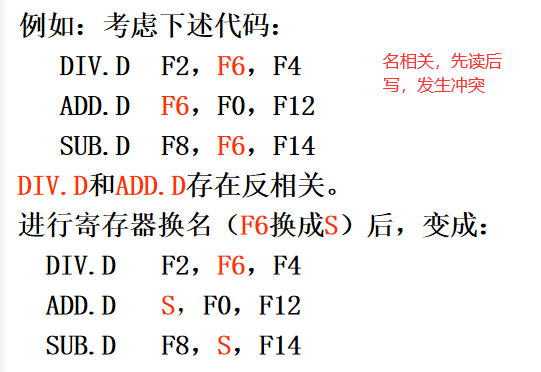 例如：考虑下述代码：
DIV.D F2，F6，F4
ADD.D F6，F0，F12
SUB.D F8，F6，F14
名相关，先读后
写，发生冲突
DIV.D和ADD.D存在反相关。
进行寄存器换名（F6换成S）后，变成：
DIV.D F2，F6，F4
ADD.D S，F0，F12
SUB.D F8，S，F14